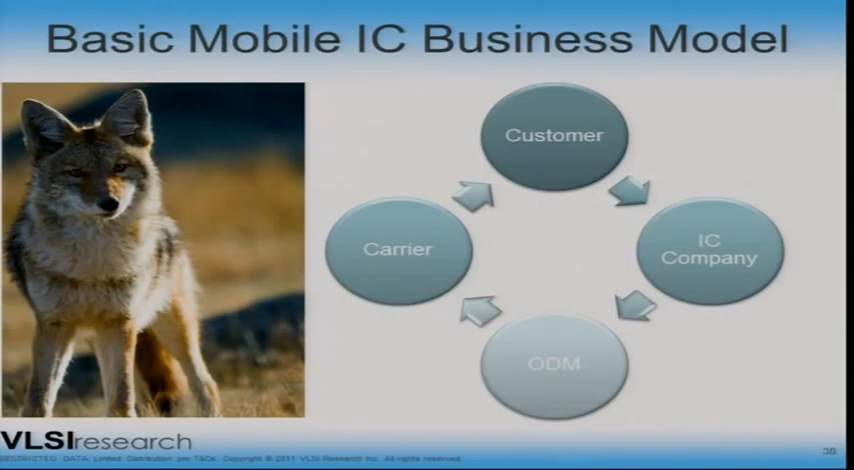 Basic Mobile IC Business Model
Customer
Carrier
IC
Company
ODM
VLSIresearch
RESTRICTED DATA. Limited. Distribution per T&Cs. Copyright © 2011 VLSI Research Inc. All rights reserved.
38